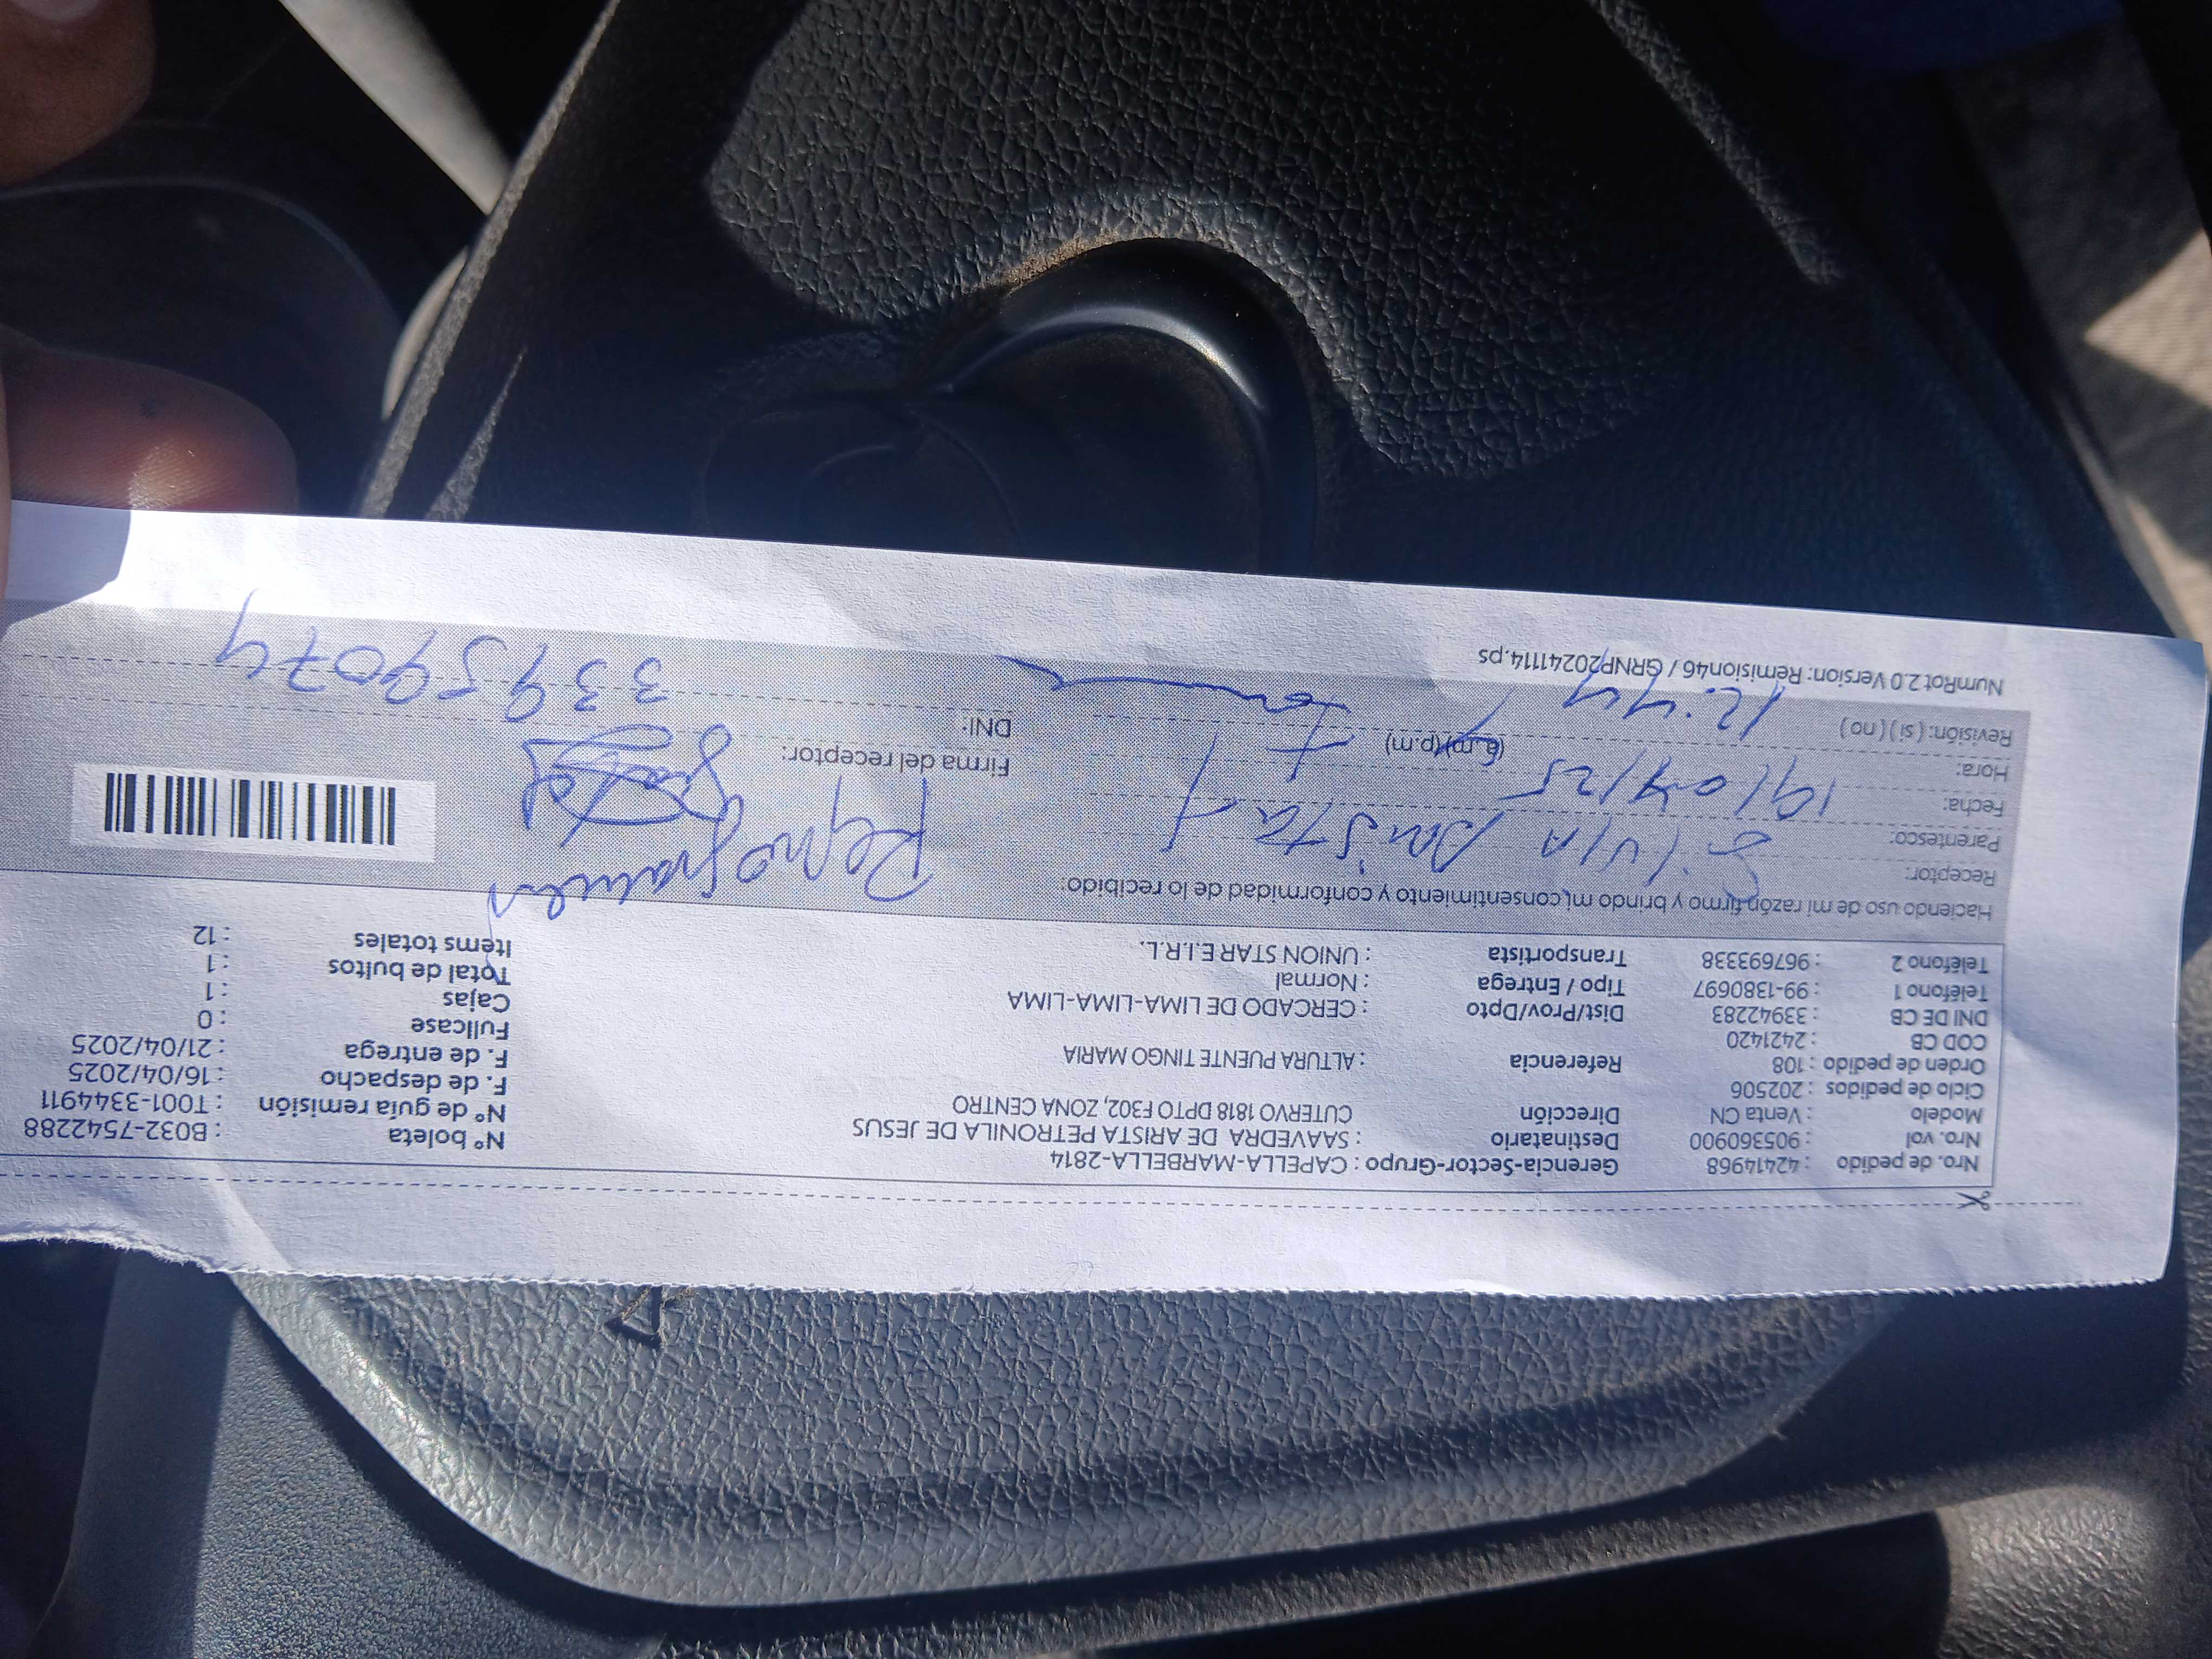 Nro. de pedido : 42414968 Gerencia-Sector-Grupo : CAPELLA-MARBELLA-2814 N° boleta : B032-7542288
Nro. vol : 905360900 Destinatario : SAAVEDRA DE ARISTA PETRONILA DE JESUS N° de guía remisión : T001-3344911
Modelo : Venta CN Dirección CUTERVO 1818 DPTO F302, ZONA CENTRO F. de despacho : 16/04/2025
Ciclo de pedidos : 202506 F. de entrega : 21/04/2025
Orden de pedido : 108 Referencia : ALTURA PUENTE TINGO MARIA Fullcase : 0
COD CB : 2421420 Cajas : 1
DNI DE CB : 33942283 Dist/Prov/Dpto : CERCADO DE LIMA-LIMA-LIMA Total de bultos : 1
Teléfono 1 : 99-1380697 Tipo / Entrega : Normal Items totales : 12
Teléfono 2 : 967693338 Transportista : UNION STAR E.I.R.L.
Haciendo uso de mi razón firmo y brindo mi consentimiento y conformidad de lo recibido:
Receptor:
Parentesco:
Fecha: 19/04/25
Hora: (a.m)(p.m)
Revisión: ( si ) ( no ) 12:44
Firma del receptor:
DNI:
NumRot 2.0 Version: Remision46 / GRNP20241114.ps